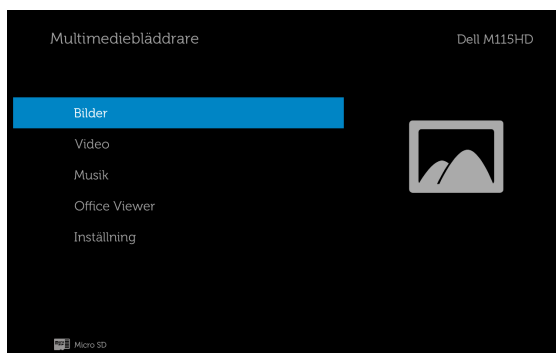 Multimediebläddrare
Dell M115HD
Bilder
Video
Musik
Office Viewer
Inställning
Micro SD